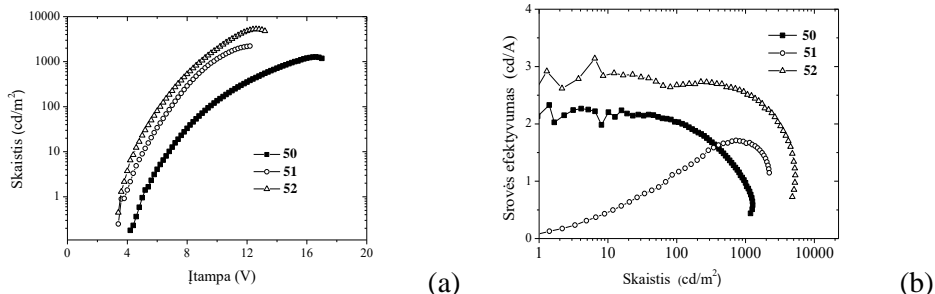 10000
1000
100
10
1
Skaistis (cd/m²)
50
51
52
0 4 8 12 16 20
Įtampa (V)
(a)
5
4
3
2
1
0
Srovės efektyvumas (cd/A)
50
51
52
1 10 100 1000 10000
Skaistis (cd/m²)
(b)